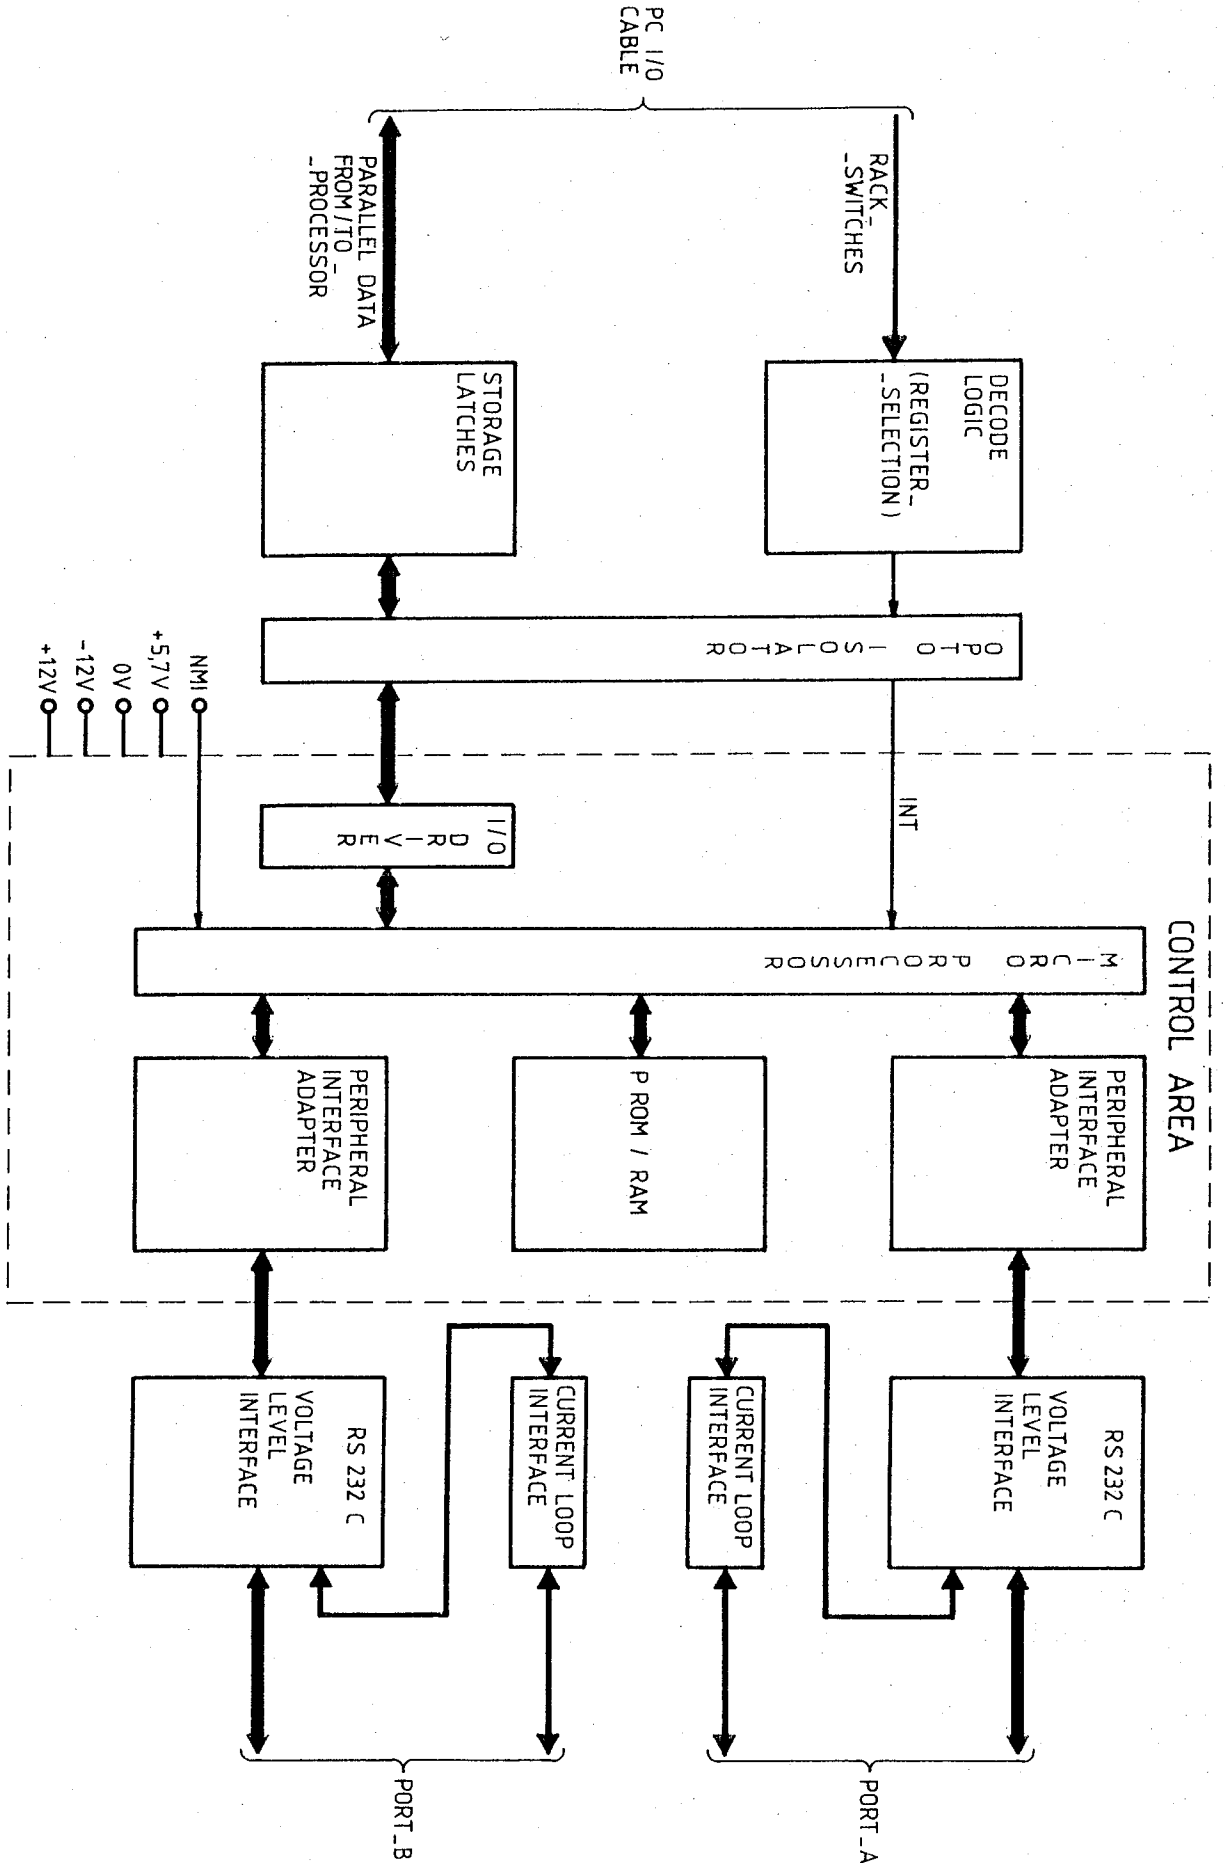 CONTROL AREA
PC I/O
CABLE
RACK_
_SWITCHES
PARALLEL DATA
FROM/TO_
_PROCESSOR
DECODE
LOGIC
(REGISTER_
_SELECTION)
STORAGE
LATCHES
OPTO ISOLATOR
INT
I/O
DRIVER
NMI
+5,7V
0V
-12V
+12V
MICRO PROCESSOR
PERIPHERAL
INTERFACE
ADAPTER
P ROM / RAM
PERIPHERAL
INTERFACE
ADAPTER
RS 232 C
VOLTAGE
LEVEL
INTERFACE
CURRENT LOOP
INTERFACE
CURRENT LOOP
INTERFACE
RS 232 C
VOLTAGE
LEVEL
INTERFACE
PORT_A
PORT_B